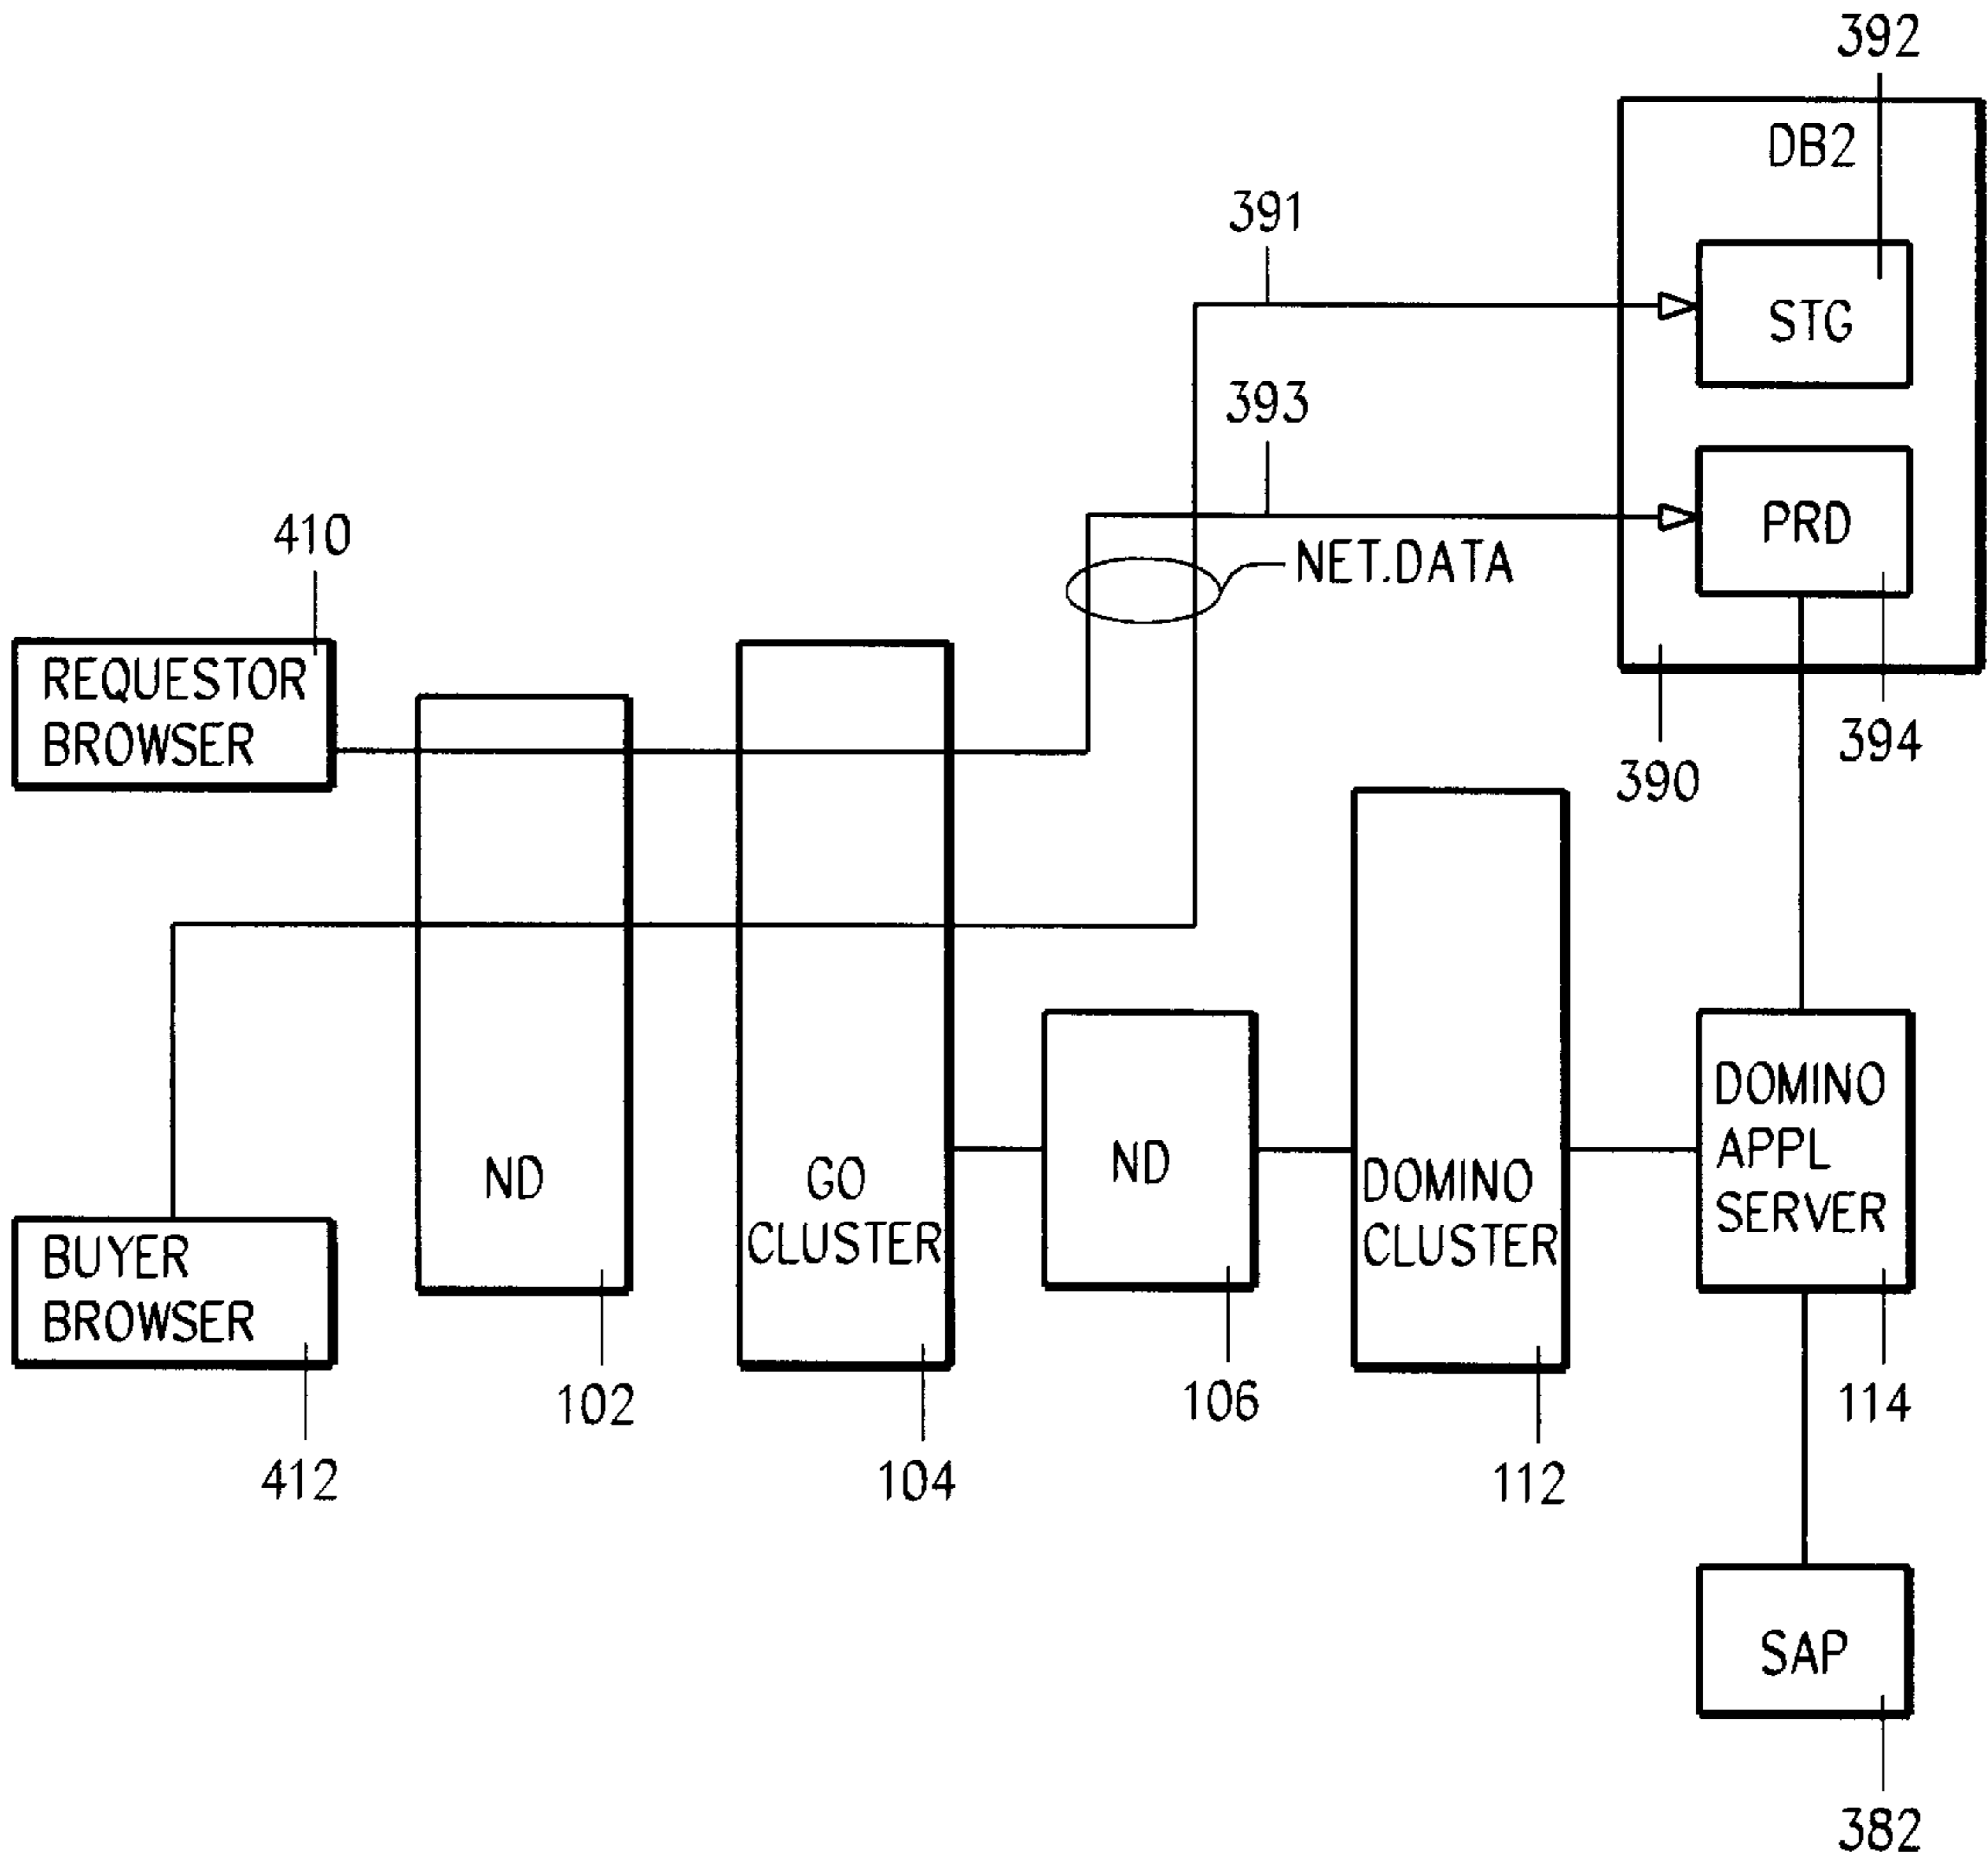 392
DB2
391
STG
393
PRD
410
NET.DATA
REQUESTOR
BROWSER
394
390
DOMINO
APPL
SERVER
ND
GO
CLUSTER
ND
DOMINO
CLUSTER
BUYER
BROWSER
102
106
114
412
104
112
SAP
382